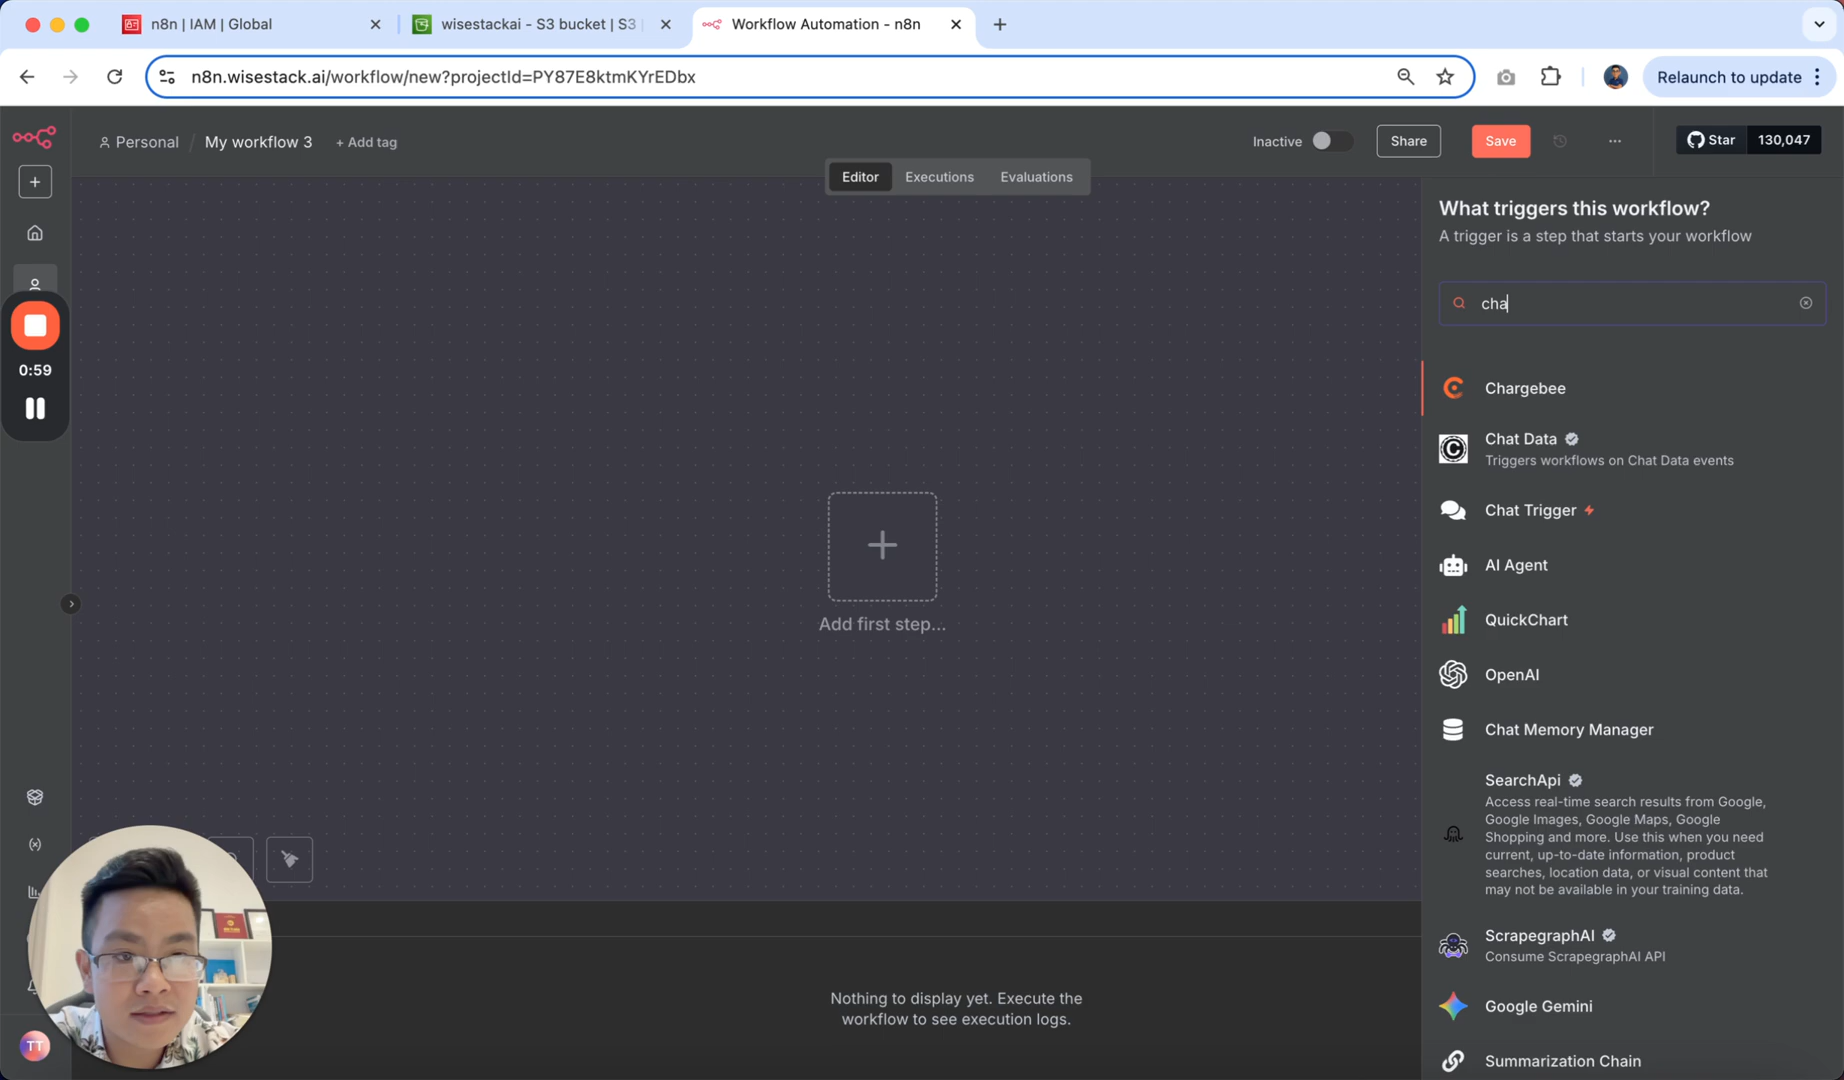 n8n | IAM | Global
wisestackai - S3 bucket | S3
Workflow Automation - n8n
n8n.wisestack.ai/workflow/new?projectId=PY87E8ktmKYrEDbx
Relaunch to update
Personal / My workflow 3 + Add tag
Inactive
Share
Save
Star 130,047
Editor
Executions
Evaluations
What triggers this workflow?
A trigger is a step that starts your workflow
cha
0:59
Chargebee
Chat Data
Triggers workflows on Chat Data events
Chat Trigger
AI Agent
QuickChart
OpenAI
Chat Memory Manager
SearchApi
Access real-time search results from Google,
Google Images, Google Maps, Google
Shopping and more. Use this when you need
current, up-to-date information, product
searches, location data, or visual content that
may not be available in your training data.
ScrapegraphAI
Consume ScrapegraphAI API
Google Gemini
Summarization Chain
Add first step...
Nothing to display yet. Execute the
workflow to see execution logs.
TT